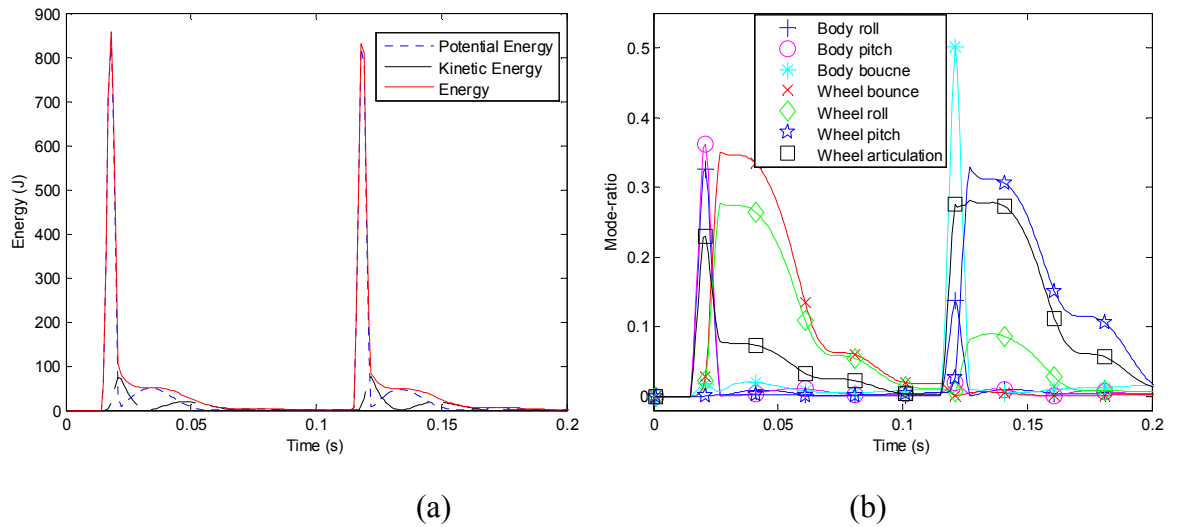 900
800
700
600
500
400
300
200
100
0
Energy (J)
0
0.05
0.1
0.15
0.2
Time (s)
Potential Energy
Kinetic Energy
Energy
(a)
0.5
0.4
0.3
0.2
0.1
0
Mode-ratio
0
0.05
0.1
0.15
0.2
Time (s)
Body roll
Body pitch
Body boucne
Wheel bounce
Wheel roll
Wheel pitch
Wheel articulation
(b)